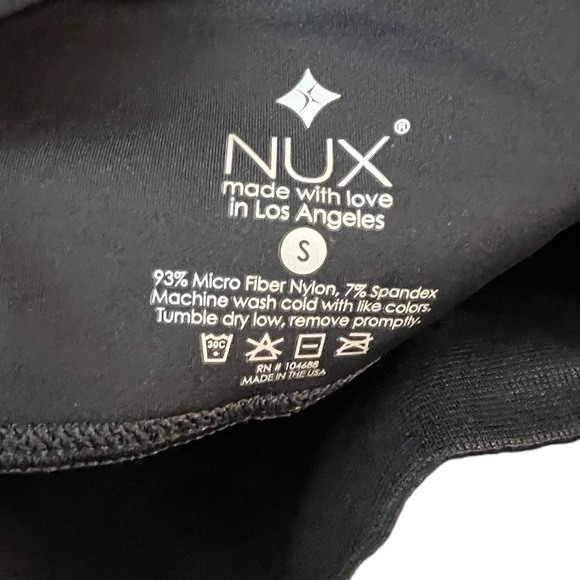 NUX®
made with love
in Los Angeles
S
93% Micro Fiber Nylon, 7% Spandex
Machine wash cold with like colors.
Tumble dry low, remove promptly.
30C
RN # 104688
MADE IN THE USA